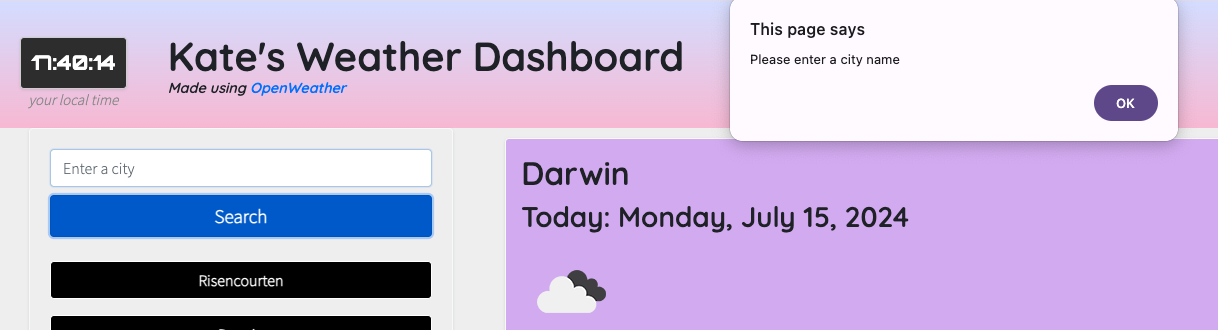 17:40:14
your local time
Kate's Weather Dashboard
Made using OpenWeather
This page says
Please enter a city name
OK
Enter a city
Search
Risencourten
Darwin
Today: Monday, July 15, 2024